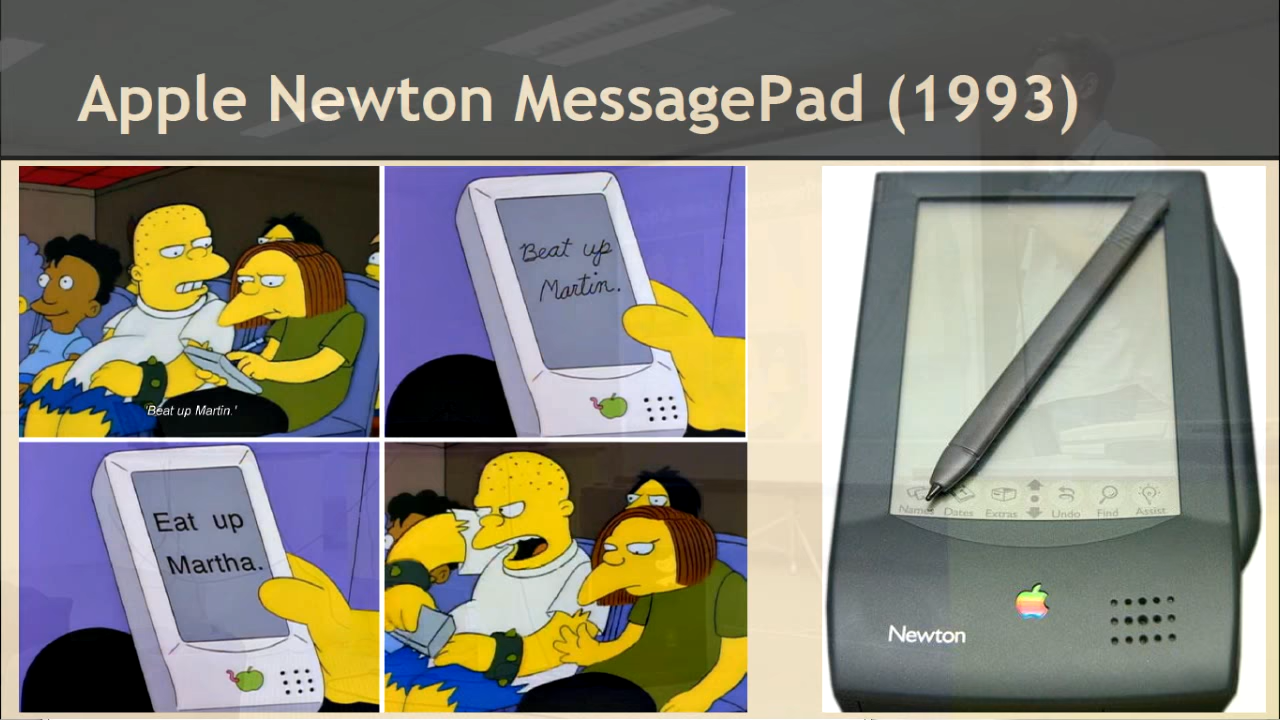 Apple Newton MessagePad (1993)
'Beat up Martin.'
Beat up
Martin.
Eat up
Martha.
Names Dates Extras Undo Find Assist
Newton